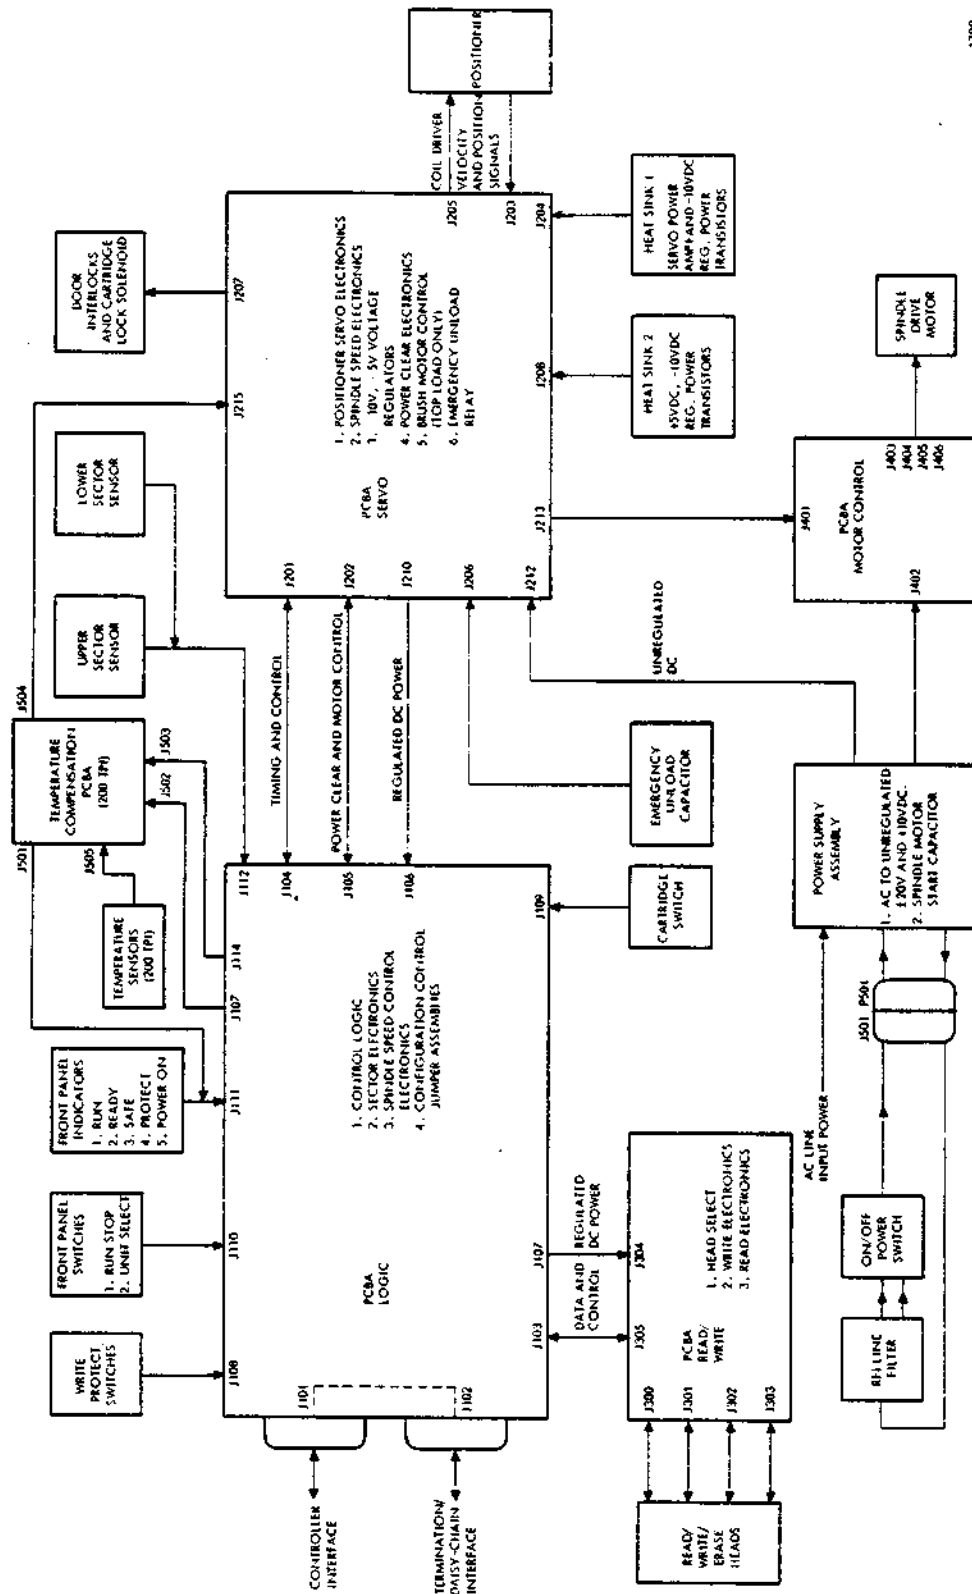 CONTROLLER
INTERFACE
TERMINATION/
DAISY-CHAIN
INTERFACE
WRITE
PROTECT
SWITCHES
FRONT PANEL
SWITCHES
1. RUN STOP
2. UNIT SELECT
FRONT PANEL
INDICATORS
1. RUN
2. READY
3. SAFE
4. PROTECT
5. POWER ON
TEMPERATURE
SENSORS
(200 TPI)
TEMPERATURE
COMPENSATION
PCBA
(200 TPI)
J501
J505
J502
J503
J504
UPPER
SECTOR
SENSOR
LOWER
SECTOR
SENSOR
DOOR
INTERLOCKS
AND CARTRIDGE
LOCK SOLENOID
J108
J110
J111
J107
J114
J112
J101
J102
PCBA
LOGIC
1. CONTROL LOGIC
2. SECTOR ELECTRONICS
3. SPINDLE SPEED CONTROL
ELECTRONICS
4. CONFIGURATION CONTROL
JUMPER ASSEMBLIES
J104
J105
J106
J103
J107
J109
TIMING AND CONTROL
POWER CLEAR AND MOTOR CONTROL
REGULATED DC POWER
J201
J202
J210
J206
J212
J215
J207
PCBA
SERVO
1. POSITIONER SERVO ELECTRONICS
2. SPINDLE SPEED ELECTRONICS
3. 10V, -5V VOLTAGE
REGULATORS
4. POWER CLEAR ELECTRONICS
5. BRUSH MOTOR CONTROL
(TOP LOAD ONLY)
6. EMERGENCY UNLOAD
RELAY
J213
J208
J204
J205
J203
COIL DRIVER
VELOCITY
AND POSITION
SIGNALS
POSITIONER
DATA AND
CONTROL
REGULATED
DC POWER
CARTRIDGE
SWITCH
EMERGENCY
UNLOAD
CAPACITOR
UNREGULATED
DC
HEAT SINK 2
+5VDC, -10VDC
REG. POWER
TRANSISTORS
HEAT SINK 1
SERVO POWER
AMP AND -10VDC
REG. POWER
TRANSISTORS
READ/
WRITE/
ERASE
HEADS
J300
J301
J302
J303
J305
J304
PCBA
READ/
WRITE
1. HEAD SELECT
2. WRITE ELECTRONICS
3. READ ELECTRONICS
AC LINE
INPUT POWER
POWER SUPPLY
ASSEMBLY
1. AC TO UNREGULATED
±20V AND +10VDC.
2. SPINDLE MOTOR
START CAPACITOR
J401
J402
PCBA
MOTOR CONTROL
J403
J404
J405
J406
SPINDLE
DRIVE
MOTOR
RFI LINE
FILTER
ON/OFF
POWER
SWITCH
J501 P501